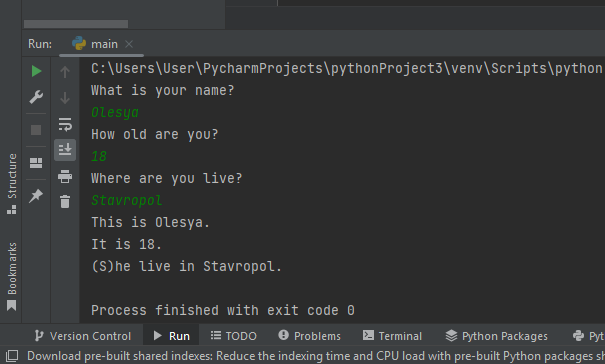 Run:
main
C:\Users\User\PycharmProjects\pythonProject3\venv\Scripts\python
What is your name?
Olesya
How old are you?
18
Where are you live?
Stavropol
This is Olesya.
It is 18.
(S)he live in Stavropol.
Process finished with exit code 0
Structure
Bookmarks
Version Control Run TODO Problems Terminal Python Packages Pyt
Download pre-built shared indexes: Reduce the indexing time and CPU load with pre-built Python packages sh